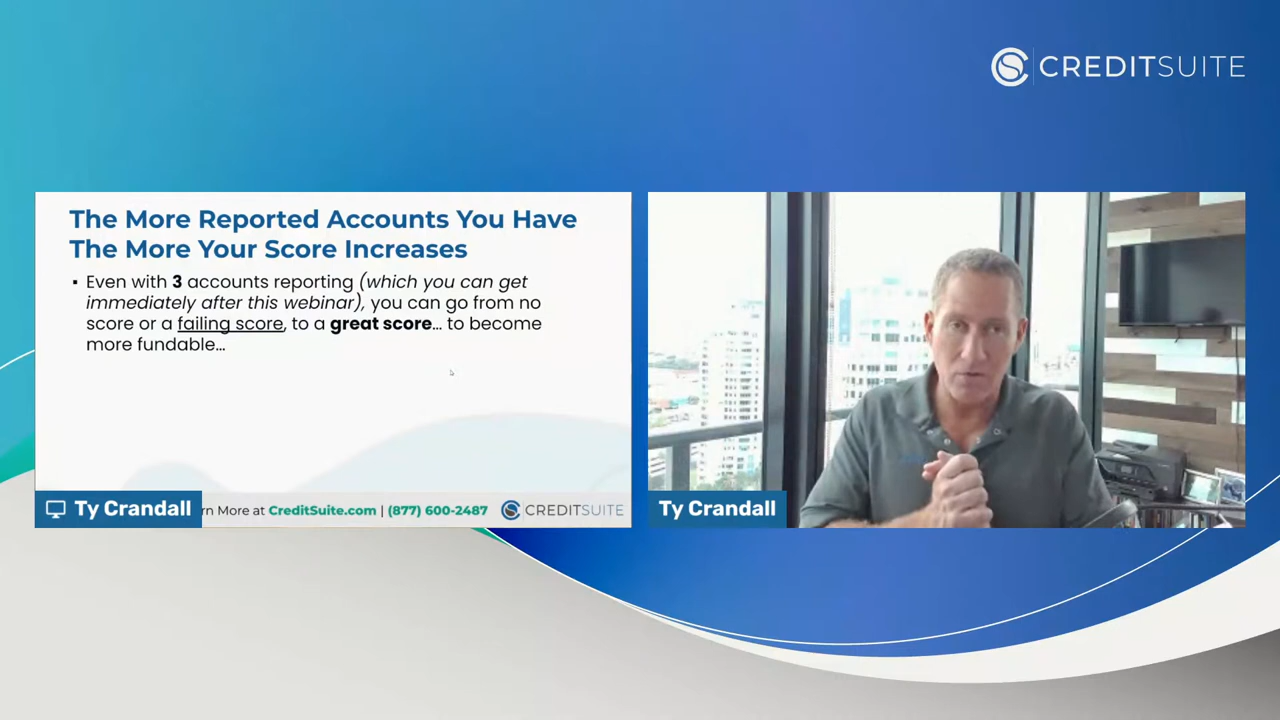 CREDITSUITE
The More Reported Accounts You Have
The More Your Score Increases
▪ Even with 3 accounts reporting (which you can get
immediately after this webinar), you can go from no
score or a failing score, to a great score... to become
more fundable...
Ty Crandall
rn More at CreditSuite.com | (877) 600-2487
CREDITSUITE
Ty Crandall